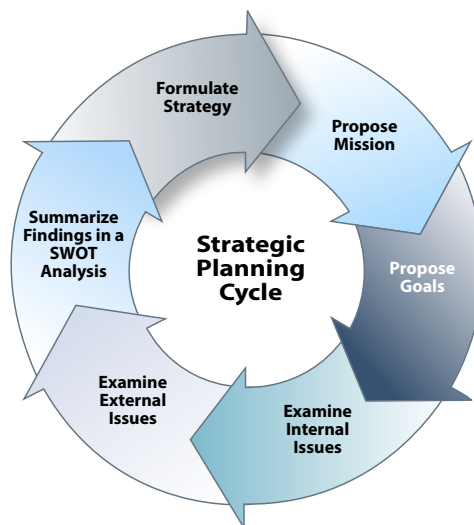 Formulate
Strategy
Propose
Mission
Propose
Goals
Examine
Internal
Issues
Examine
External
Issues
Summarize
Findings in a
SWOT
Analysis
Strategic
Planning
Cycle